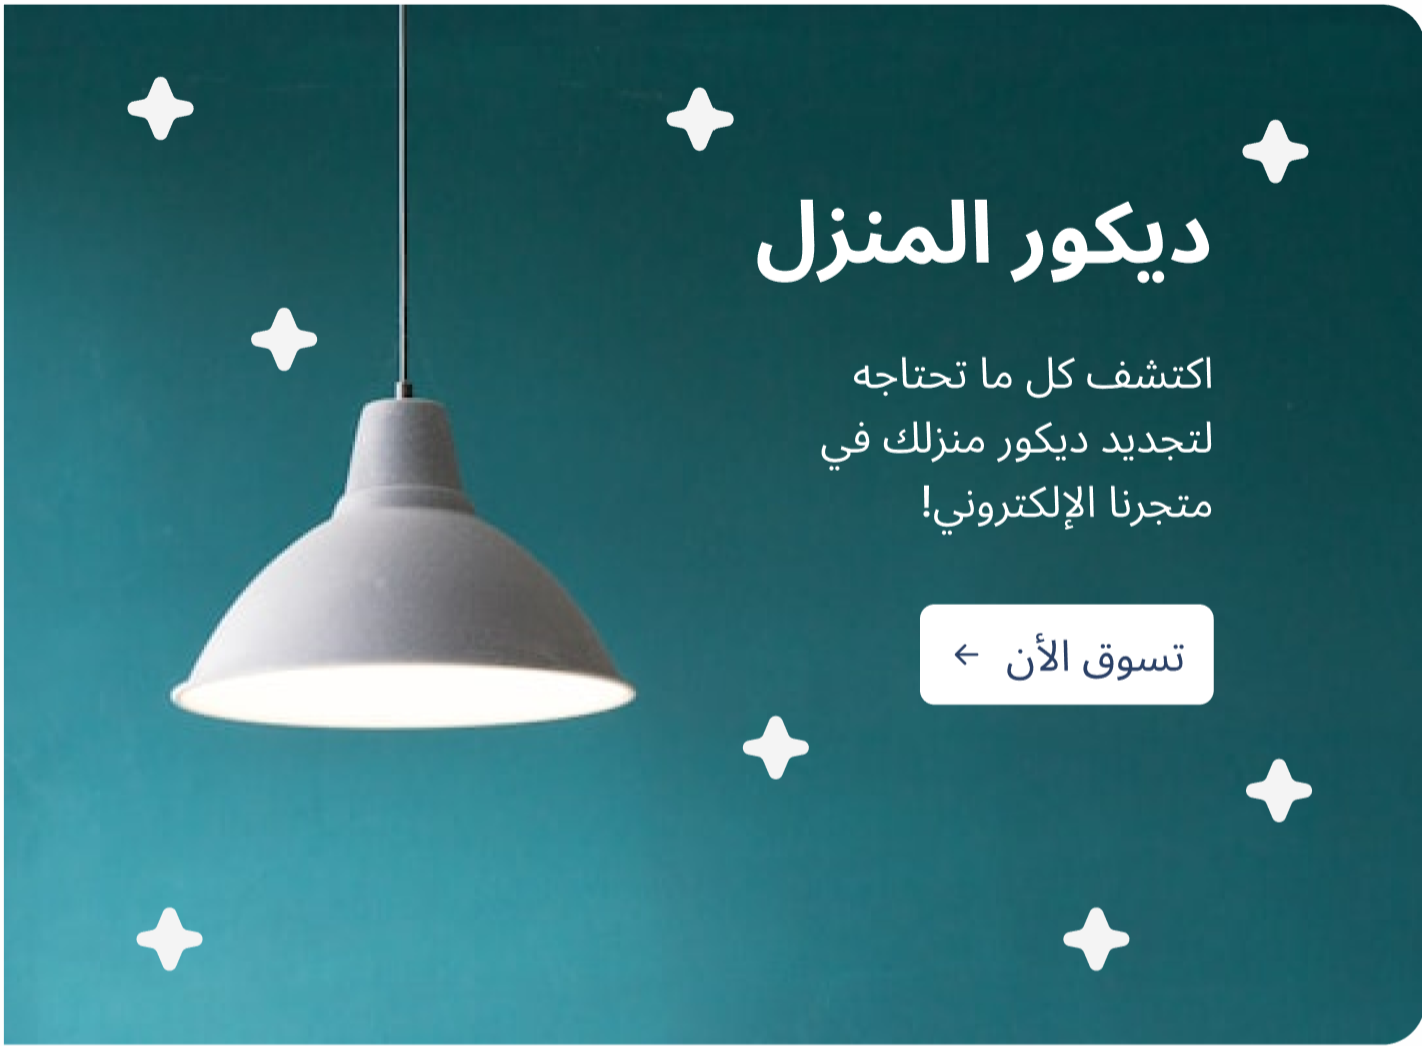 ديكور المنزل
اكتشف كل ما تحتاجه
لتجديد ديكور منزلك في
متجرنا الإلكتروني!
تسوق الأن ←